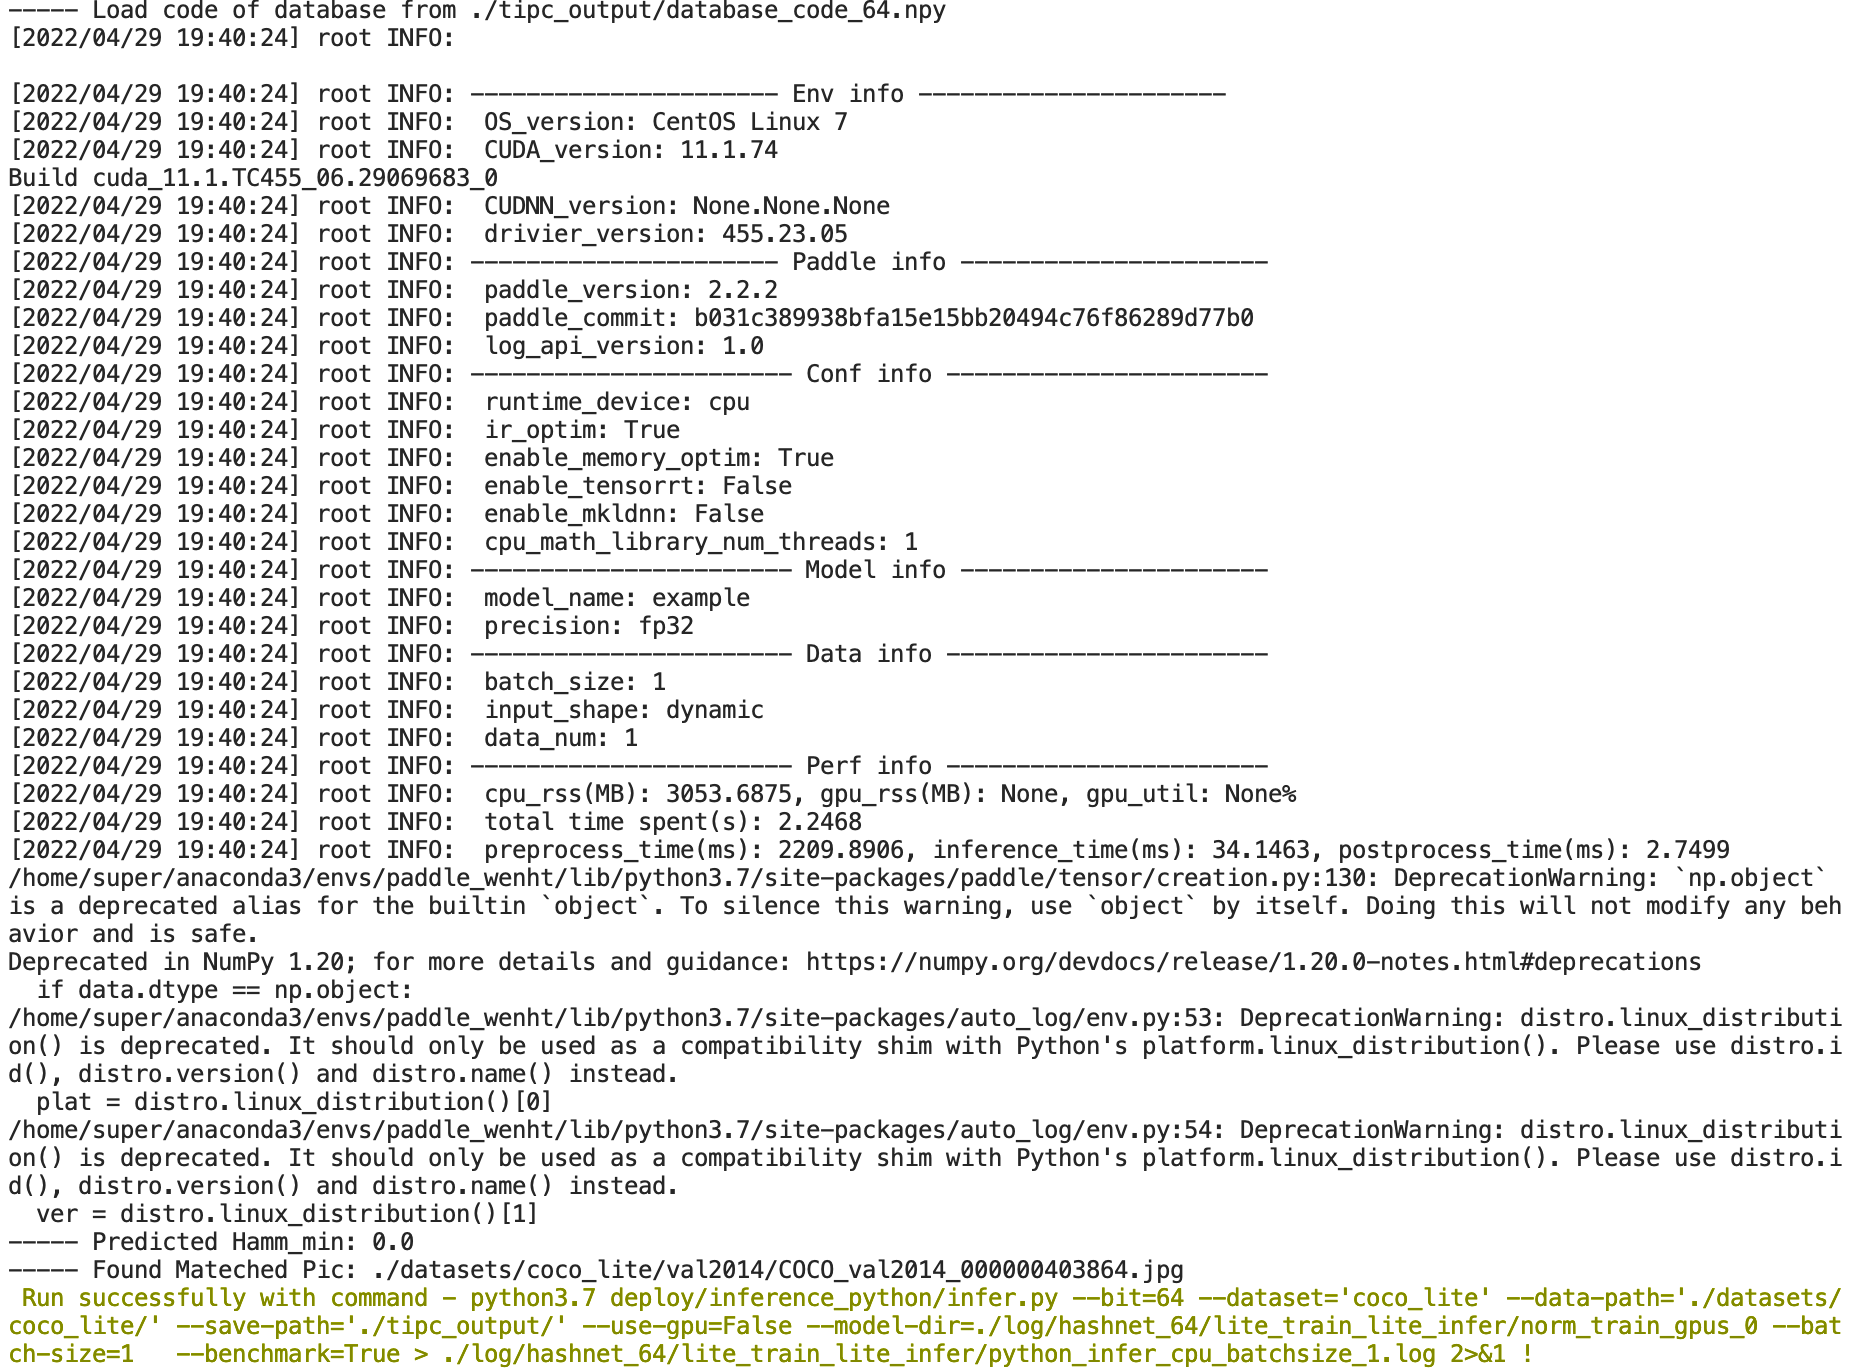 ----- Load code of database from ./tipc_output/database_code_64.npy
[2022/04/29 19:40:24] root INFO:
[2022/04/29 19:40:24] root INFO: ---------------------- Env info ----------------------
[2022/04/29 19:40:24] root INFO:  OS_version: CentOS Linux 7
[2022/04/29 19:40:24] root INFO:  CUDA_version: 11.1.74
Build cuda_11.1.TC455_06.29069683_0
[2022/04/29 19:40:24] root INFO:  CUDNN_version: None.None.None
[2022/04/29 19:40:24] root INFO:  drivier_version: 455.23.05
[2022/04/29 19:40:24] root INFO: ---------------------- Paddle info ----------------------
[2022/04/29 19:40:24] root INFO:  paddle_version: 2.2.2
[2022/04/29 19:40:24] root INFO:  paddle_commit: b031c389938bfa15e15bb20494c76f86289d77b0
[2022/04/29 19:40:24] root INFO:  log_api_version: 1.0
[2022/04/29 19:40:24] root INFO: ----------------------- Conf info -----------------------
[2022/04/29 19:40:24] root INFO:  runtime_device: cpu
[2022/04/29 19:40:24] root INFO:  ir_optim: True
[2022/04/29 19:40:24] root INFO:  enable_memory_optim: True
[2022/04/29 19:40:24] root INFO:  enable_tensorrt: False
[2022/04/29 19:40:24] root INFO:  enable_mkldnn: False
[2022/04/29 19:40:24] root INFO:  cpu_math_library_num_threads: 1
[2022/04/29 19:40:24] root INFO: ----------------------- Model info ----------------------
[2022/04/29 19:40:24] root INFO:  model_name: example
[2022/04/29 19:40:24] root INFO:  precision: fp32
[2022/04/29 19:40:24] root INFO: ----------------------- Data info -----------------------
[2022/04/29 19:40:24] root INFO:  batch_size: 1
[2022/04/29 19:40:24] root INFO:  input_shape: dynamic
[2022/04/29 19:40:24] root INFO:  data_num: 1
[2022/04/29 19:40:24] root INFO: ----------------------- Perf info -----------------------
[2022/04/29 19:40:24] root INFO:  cpu_rss(MB): 3053.6875, gpu_rss(MB): None, gpu_util: None%
[2022/04/29 19:40:24] root INFO:  total time spent(s): 2.2468
[2022/04/29 19:40:24] root INFO:  preprocess_time(ms): 2209.8906, inference_time(ms): 34.1463, postprocess_time(ms): 2.7499
/home/super/anaconda3/envs/paddle_wenht/lib/python3.7/site-packages/paddle/tensor/creation.py:130: DeprecationWarning: `np.object`
is a deprecated alias for the builtin `object`. To silence this warning, use `object` by itself. Doing this will not modify any beh
avior and is safe.
Deprecated in NumPy 1.20; for more details and guidance: https://numpy.org/devdocs/release/1.20.0-notes.html#deprecations
  if data.dtype == np.object:
/home/super/anaconda3/envs/paddle_wenht/lib/python3.7/site-packages/auto_log/env.py:53: DeprecationWarning: distro.linux_distributi
on() is deprecated. It should only be used as a compatibility shim with Python's platform.linux_distribution(). Please use distro.i
d(), distro.version() and distro.name() instead.
  plat = distro.linux_distribution()[0]
/home/super/anaconda3/envs/paddle_wenht/lib/python3.7/site-packages/auto_log/env.py:54: DeprecationWarning: distro.linux_distributi
on() is deprecated. It should only be used as a compatibility shim with Python's platform.linux_distribution(). Please use distro.i
d(), distro.version() and distro.name() instead.
  ver = distro.linux_distribution()[1]
----- Predicted Hamm_min: 0.0
----- Found Mateched Pic: ./datasets/coco_lite/val2014/COCO_val2014_000000403864.jpg
 Run successfully with command - python3.7 deploy/inference_python/infer.py --bit=64 --dataset='coco_lite' --data-path='./datasets/
coco_lite/' --save-path='./tipc_output/' --use-gpu=False --model-dir=./log/hashnet_64/lite_train_lite_infer/norm_train_gpus_0 --bat
ch-size=1   --benchmark=True > ./log/hashnet_64/lite_train_lite_infer/python_infer_cpu_batchsize_1.log 2>&1 !